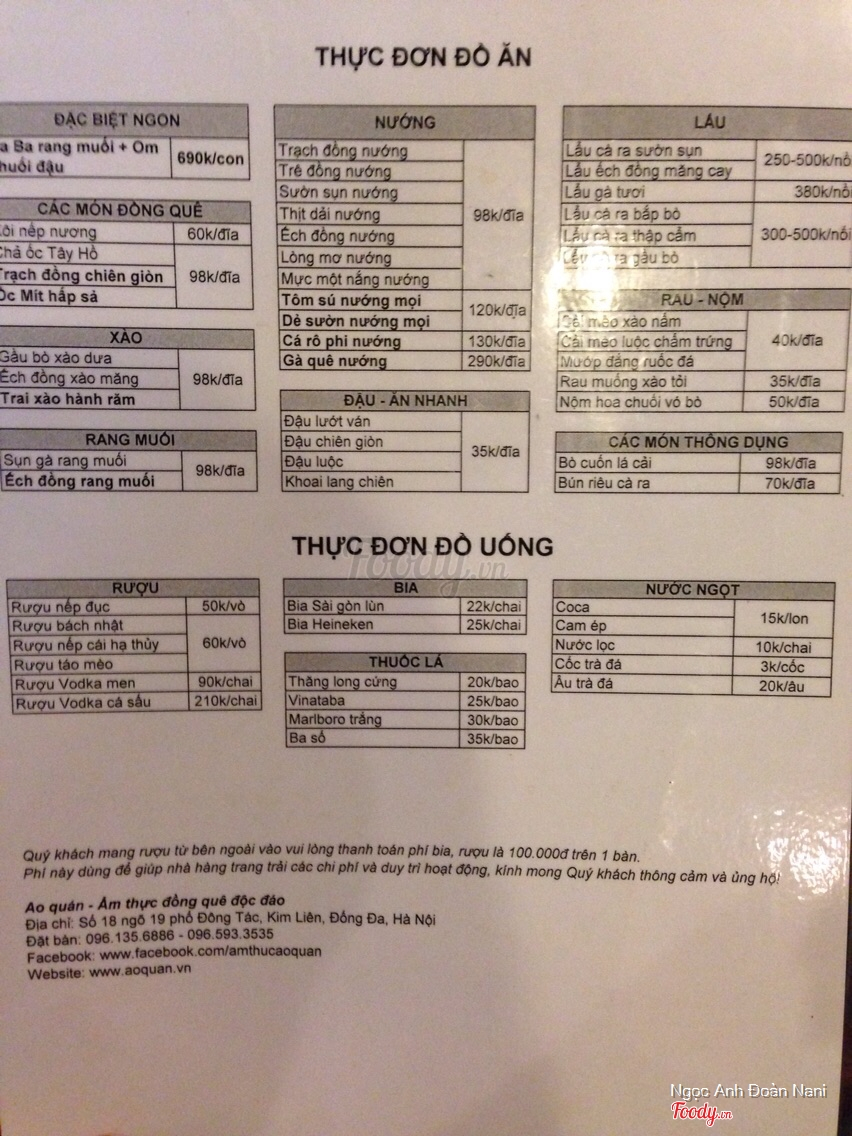 THỰC ĐƠN ĐỒ ĂN
ĐẶC BIỆT NGON
a Ba rang muối + Om
huối đậu 690k/con
CÁC MÓN ĐỒNG QUÊ
Xôi nếp nương 60k/đĩa
Chả ốc Tây Hồ
Trạch đồng chiên giòn 98k/đĩa
Ốc Mít hấp sả
XÀO
Gầu bò xào dưa
Ếch đồng xào măng 98k/đĩa
Trai xào hành răm
RANG MUỐI
Sụn gà rang muối 98k/đĩa
Ếch đồng rang muối
NƯỚNG
Trạch đồng nướng
Trê đồng nướng
Sườn sụn nướng
Thịt dải nướng 98k/đĩa
Ếch đồng nướng
Lòng mơ nướng
Mực một nắng nướng
Tôm sú nướng mọi 120k/đĩa
Dẻ sườn nướng mọi
Cá rô phi nướng 130k/đĩa
Gà quê nướng 290k/đĩa
ĐẬU - ĂN NHANH
Đậu lướt ván
Đậu chiên giòn 35k/đĩa
Đậu luộc
Khoai lang chiên
LẨU
Lẩu cà ra sườn sụn 250-500k/nồ
Lẩu ếch đồng măng cay
Lẩu gà tươi 380k/nồi
Lẩu cà ra bắp bò
Lẩu cà ra thập cẩm 300-500k/nồi
Lẩu cà ra gầu bò
RAU - NỘM
Cải mèo xào nấm
Cải mèo luộc chấm trứng 40k/đĩa
Mướp đắng ruốc đá
Rau muống xào tỏi 35k/đĩa
Nộm hoa chuối vó bò 50k/đĩa
CÁC MÓN THÔNG DỤNG
Bò cuốn lá cải 98k/đĩa
Bún riêu cà ra 70k/đĩa
THỰC ĐƠN ĐỒ UỐNG
RƯỢU
Rượu nếp đục 50k/vò
Rượu bách nhật
Rượu nếp cái hạ thủy 60k/vò
Rượu táo mèo
Rượu Vodka men 90k/chai
Rượu Vodka cá sấu 210k/chai
BIA
Bia Sài gòn lùn 22k/chai
Bia Heineken 25k/chai
THUỐC LÁ
Thăng long cứng 20k/bao
Vinataba 25k/bao
Marlboro trắng 30k/bao
Ba số 35k/bao
NƯỚC NGỌT
Coca 15k/lon
Cam ép
Nước lọc 10k/chai
Cốc trà đá 3k/cốc
Âu trà đá 20k/âu
Foody.vn
Quý khách mang rượu từ bên ngoài vào vui lòng thanh toán phí bia, rượu là 100.000đ trên 1 bàn.
Phí này dùng để giúp nhà hàng trang trải các chi phí và duy trì hoạt động, kính mong Quý khách thông cảm và ủng hộ!
Ao quán - Ẩm thực đồng quê độc đáo
Địa chỉ: Số 18 ngõ 19 phố Đông Tác, Kim Liên, Đống Đa, Hà Nội
Đặt bàn: 096.135.6886 - 096.593.3535
Facebook: www.facebook.com/amthucaoquan
Website: www.aoquan.vn
Ngọc Anh Đoàn Nani
Foody.vn